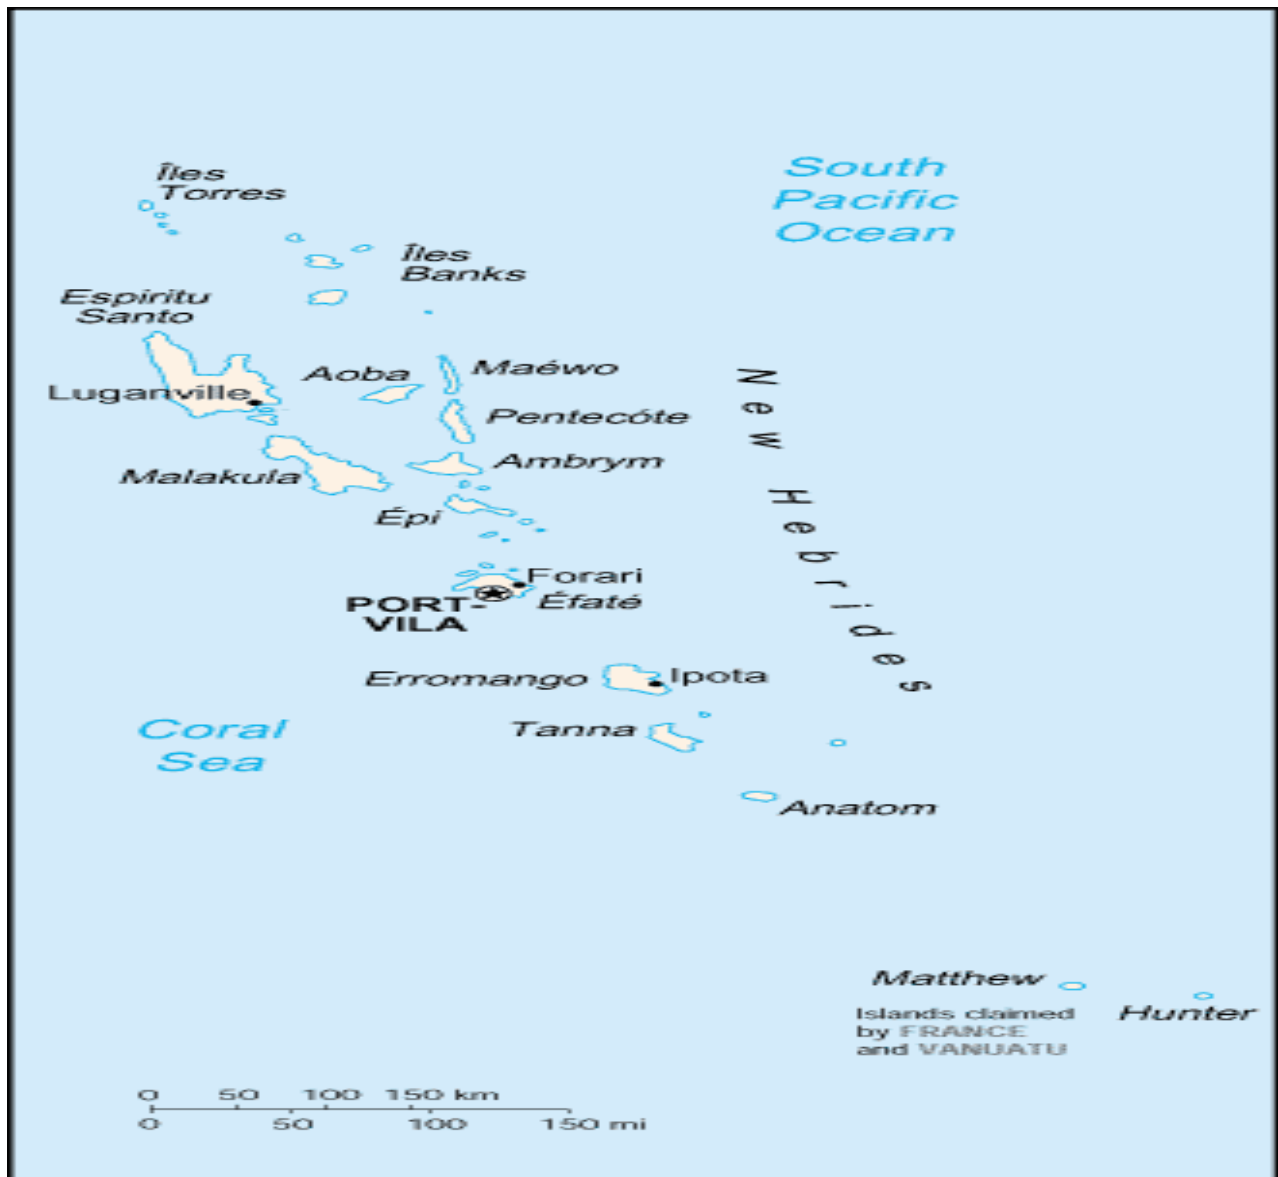 Îles
Torres
South
Pacific
Ocean
Îles
Banks
Espiritu
Santo
Maéwo
Aoba
Luganville
Pentecóte
Ambrym
Malakula
Épi
New Hebrides
Forari
Éfaté
PORT-
VILA
Ipota
Erromango
Tanna
Coral
Sea
Anatom
Matthew
Hunter
Islands claimed
by FRANCE
and VANUATU
0 50 100 150 km
0 50 100 150 mi